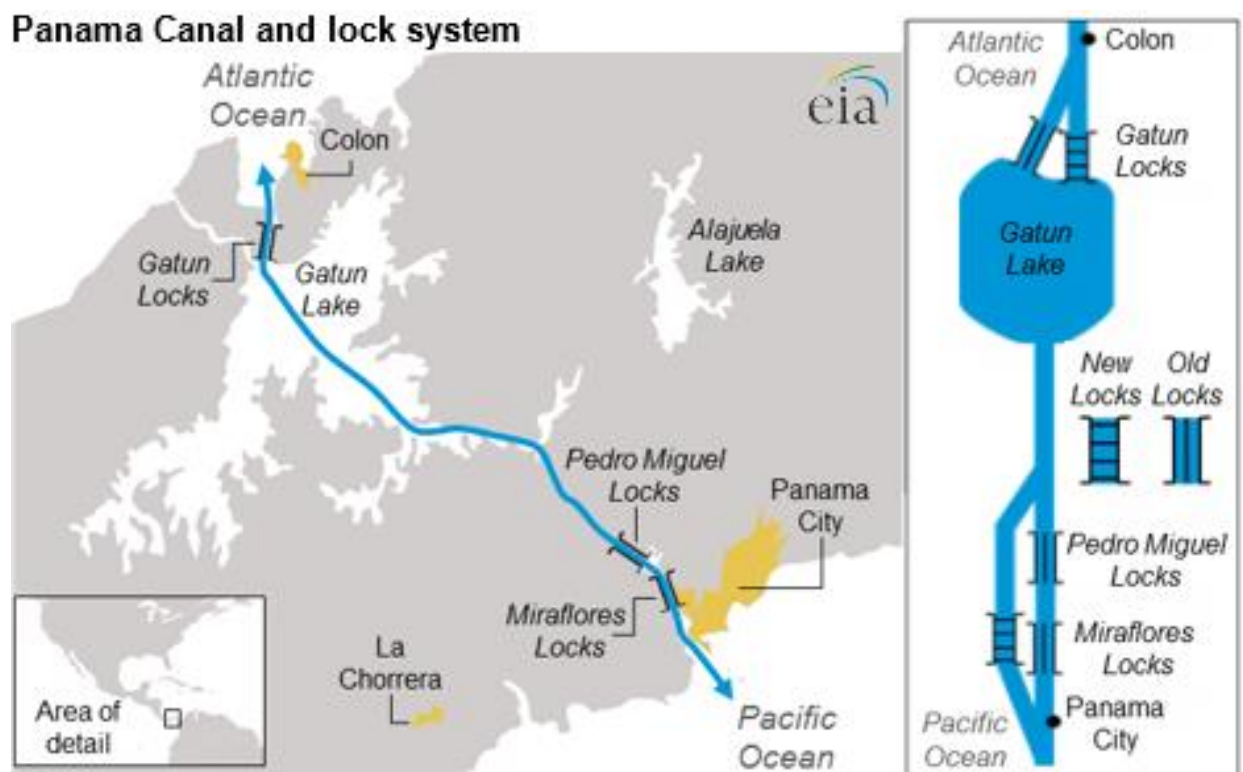 Panama Canal and lock system
Atlantic
Ocean
Colon
eia
Gatun
Locks
Gatun
Lake
Alajuela
Lake
Pedro Miguel
Locks
Panama
City
Miraflores
Locks
La
Chorrera
Area of
detail
Pacific
Ocean
Atlantic
Ocean
Colon
Gatun
Locks
Gatun
Lake
New
Locks
Old
Locks
Pedro Miguel
Locks
Miraflores
Locks
Panama
City
Pacific
Ocean